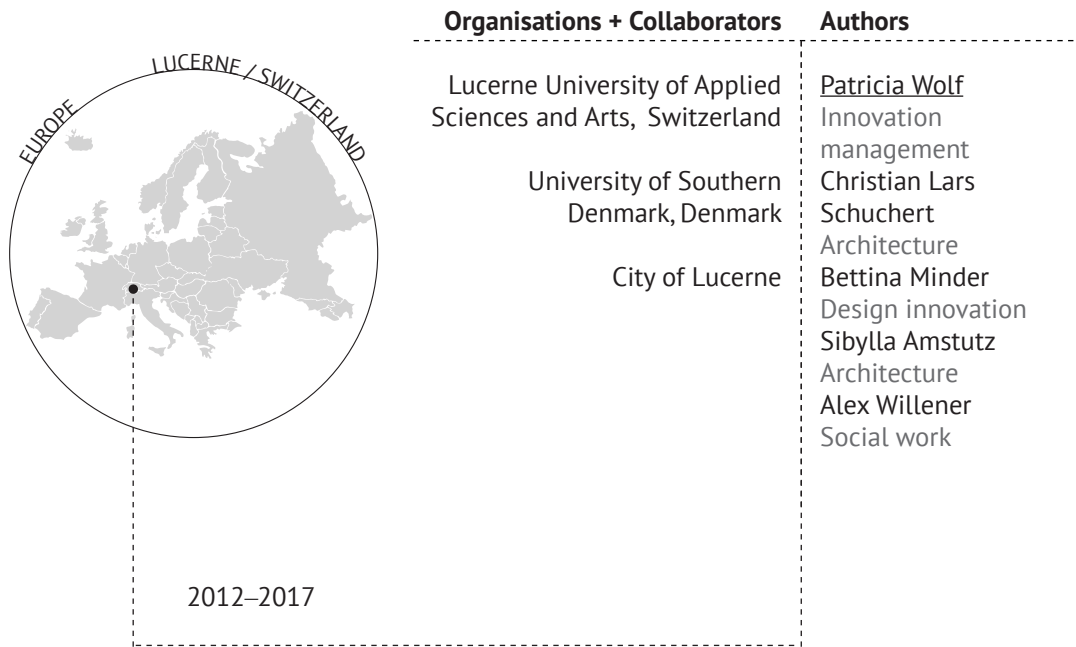 EUROPE
LUCERNE / SWITZERLAND
2012–2017
Organisations + Collaborators
Lucerne University of Applied
Sciences and Arts, Switzerland
University of Southern
Denmark, Denmark
City of Lucerne
Authors
Patricia Wolf
Innovation
management
Christian Lars
Schuchert
Architecture
Bettina Minder
Design innovation
Sibylla Amstutz
Architecture
Alex Willener
Social work